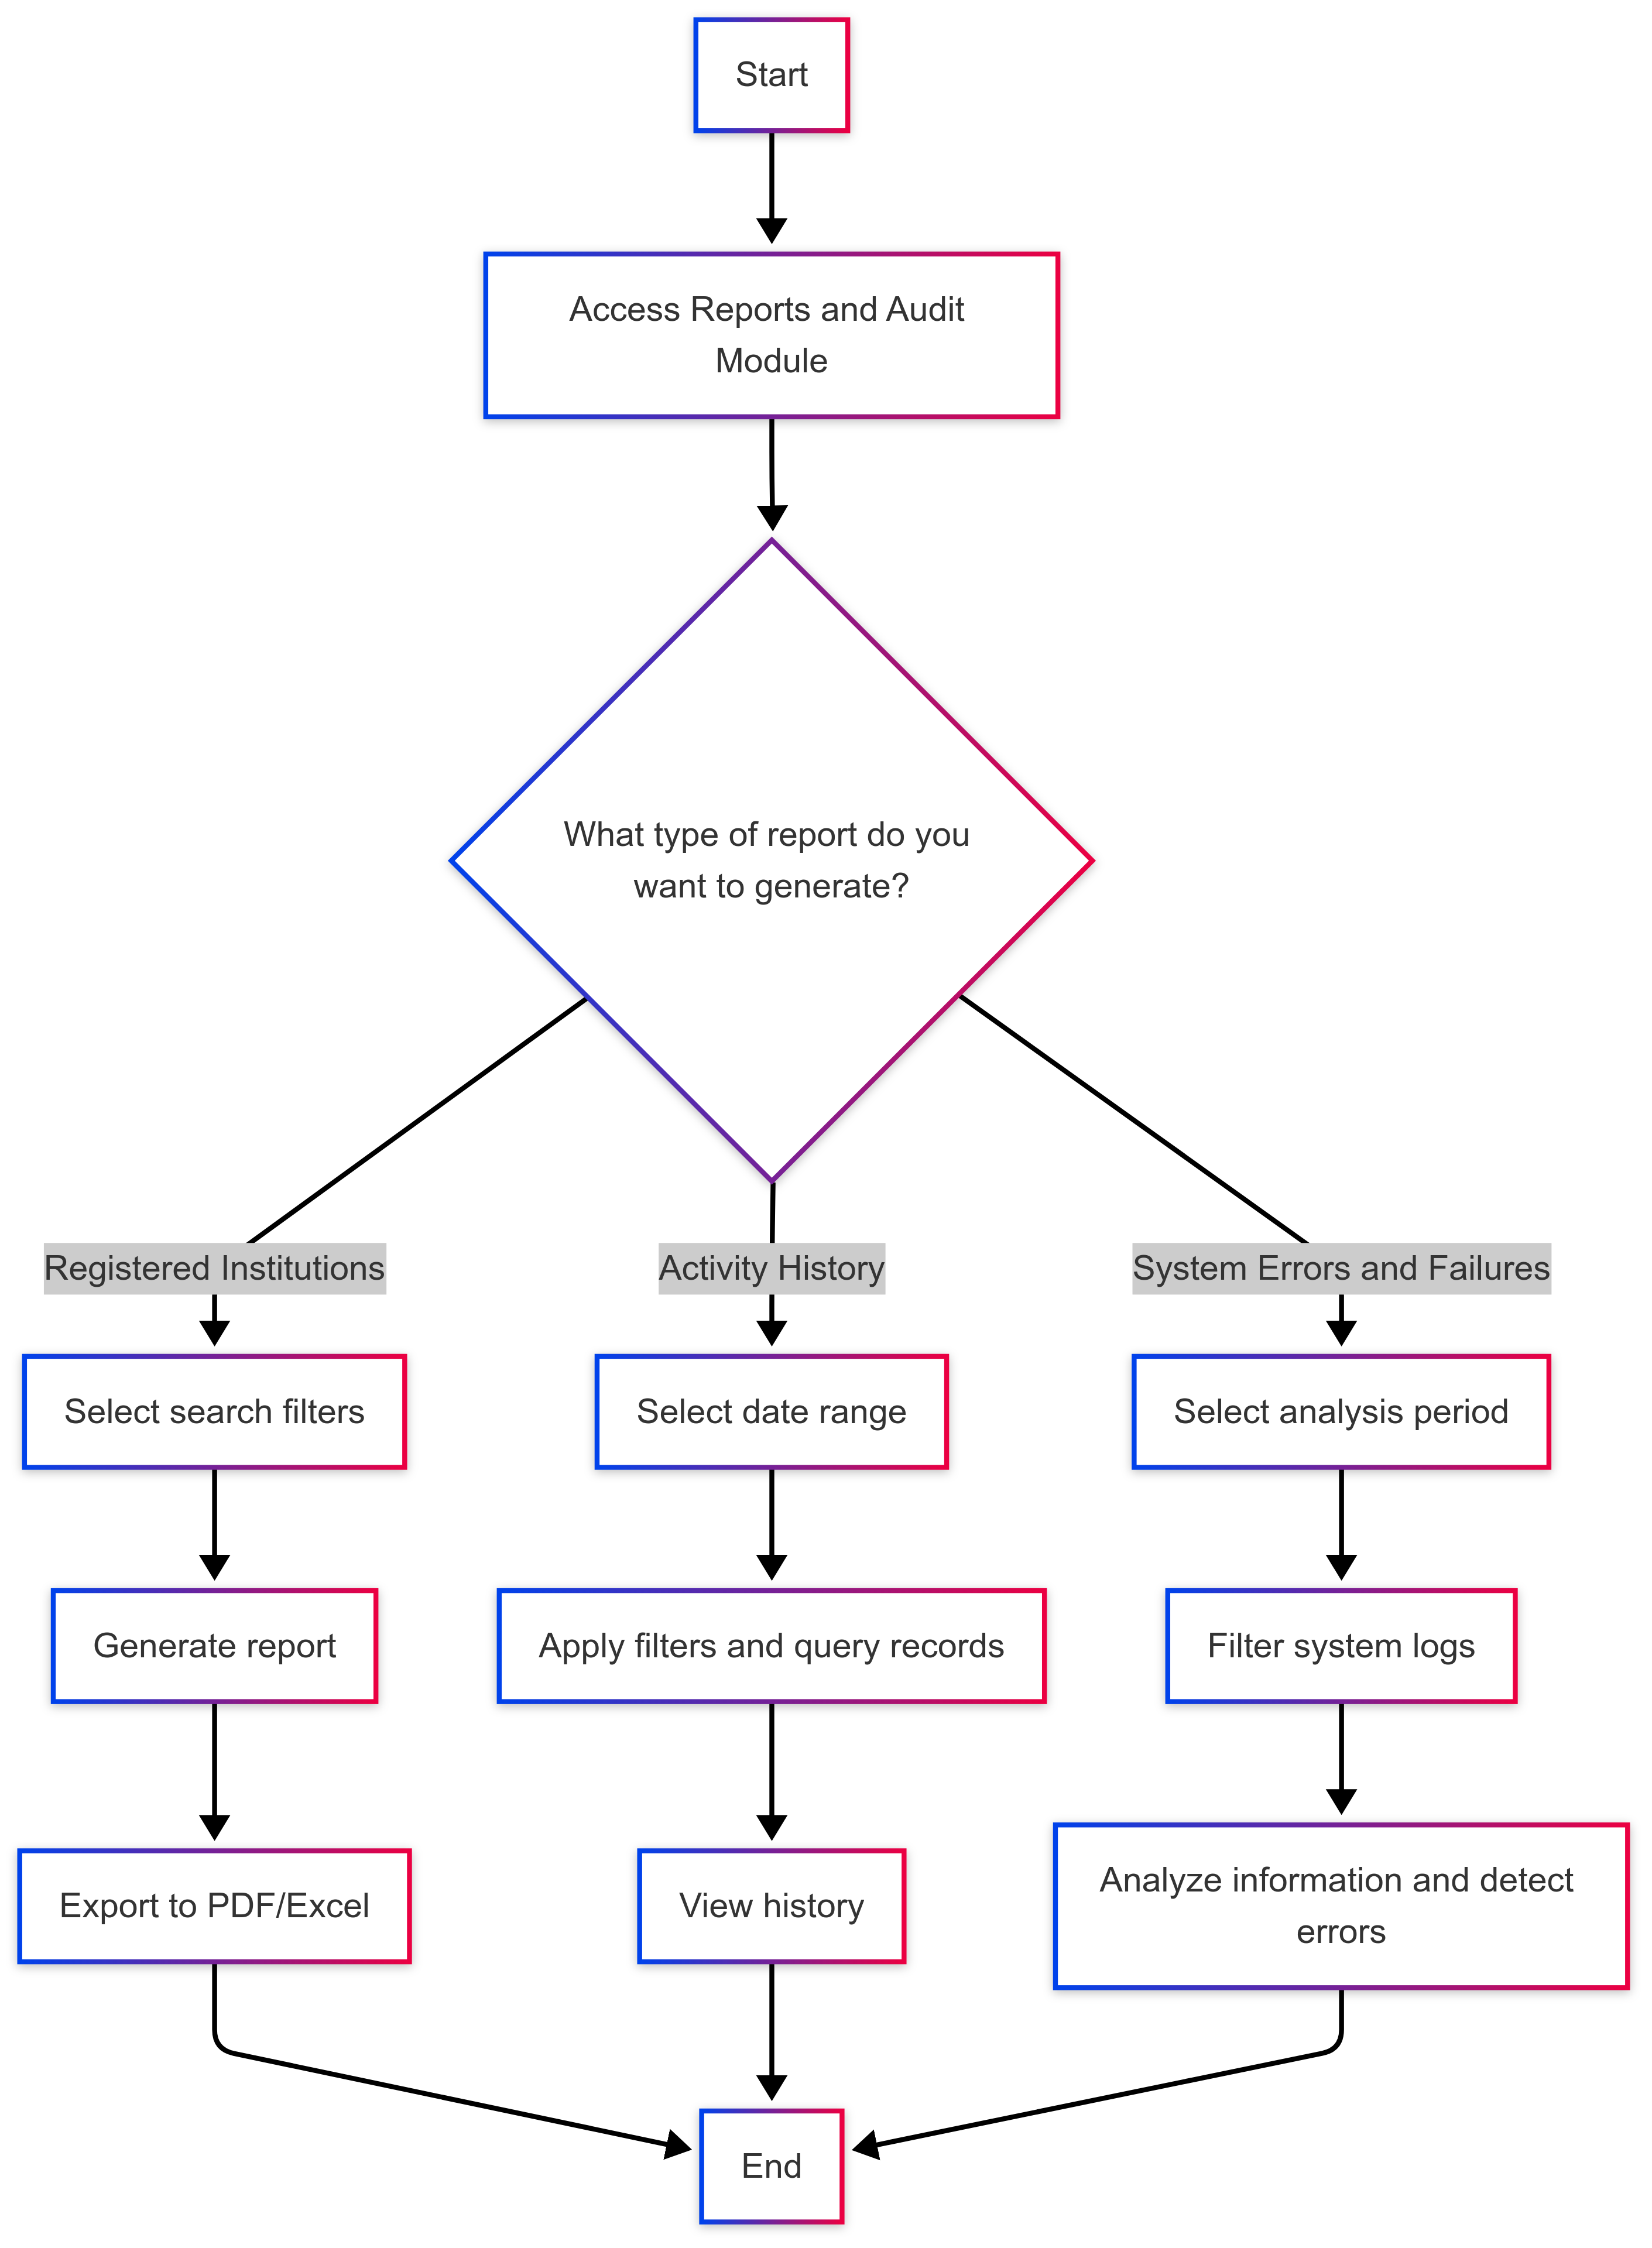 Start
Access Reports and Audit
Module
What type of report do you
want to generate?
Registered Institutions
Activity History
System Errors and Failures
Select search filters
Select date range
Select analysis period
Generate report
Apply filters and query records
Filter system logs
Export to PDF/Excel
View history
Analyze information and detect
errors
End